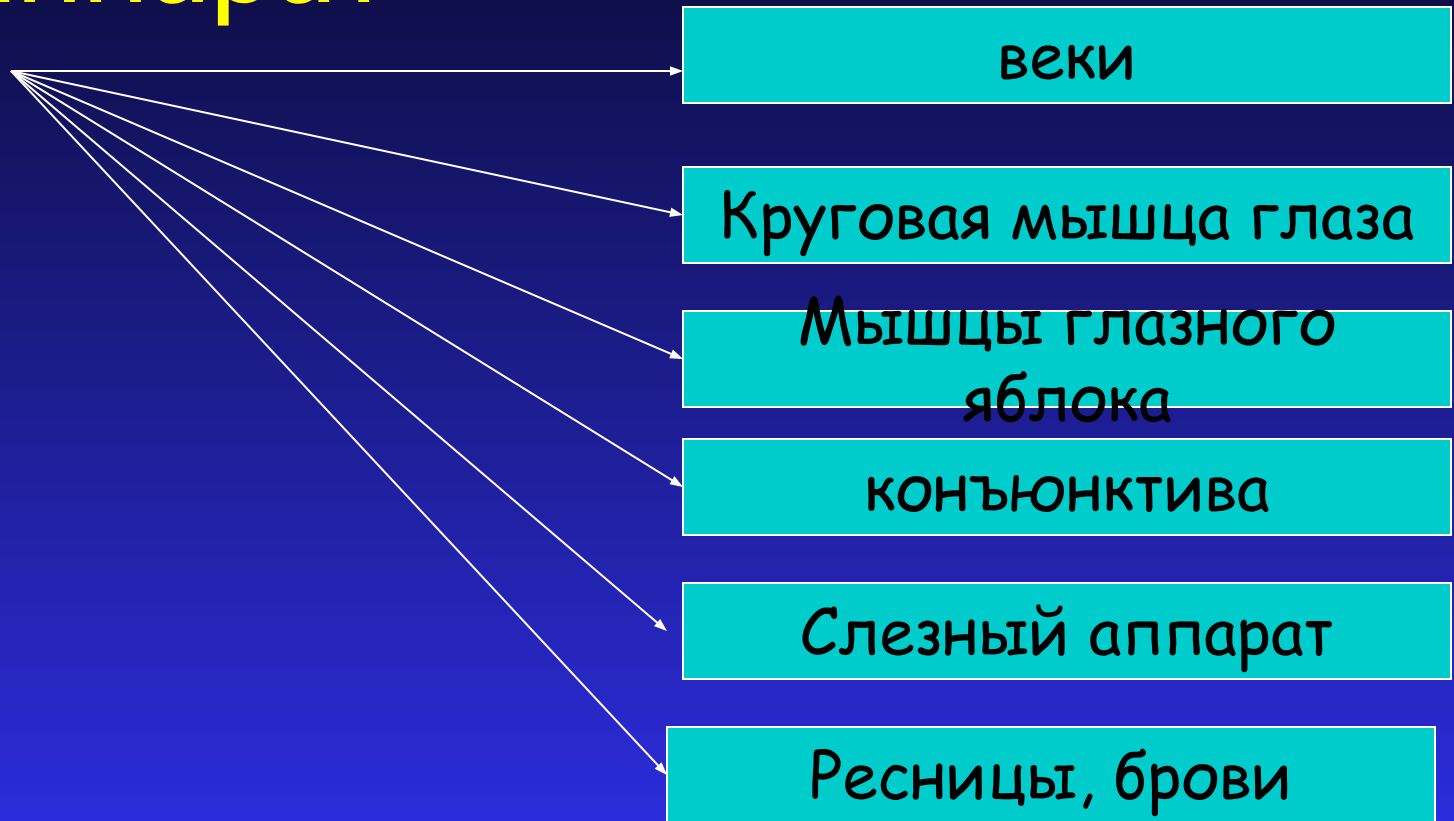 веки
Круговая мышца глаза
Мышцы глазного
яблока
конъюнктива
Слезный аппарат
Ресницы, брови